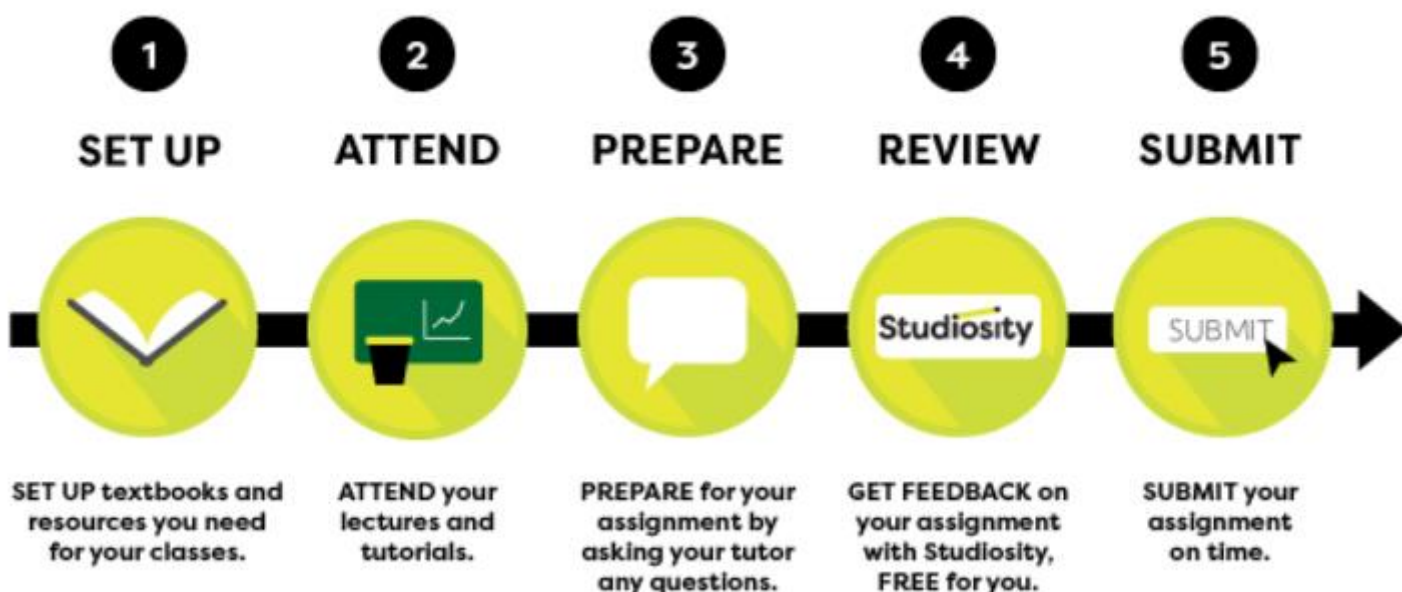 1
SET UP
SET UP textbooks and
resources you need
for your classes.
2
ATTEND
ATTEND your
lectures and
tutorials.
3
PREPARE
PREPARE for your
assignment by
asking your tutor
any questions.
4
REVIEW
Studiosity
GET FEEDBACK on
your assignment
with Studiosity,
FREE for you.
5
SUBMIT
SUBMIT
SUBMIT your
assignment
on time.